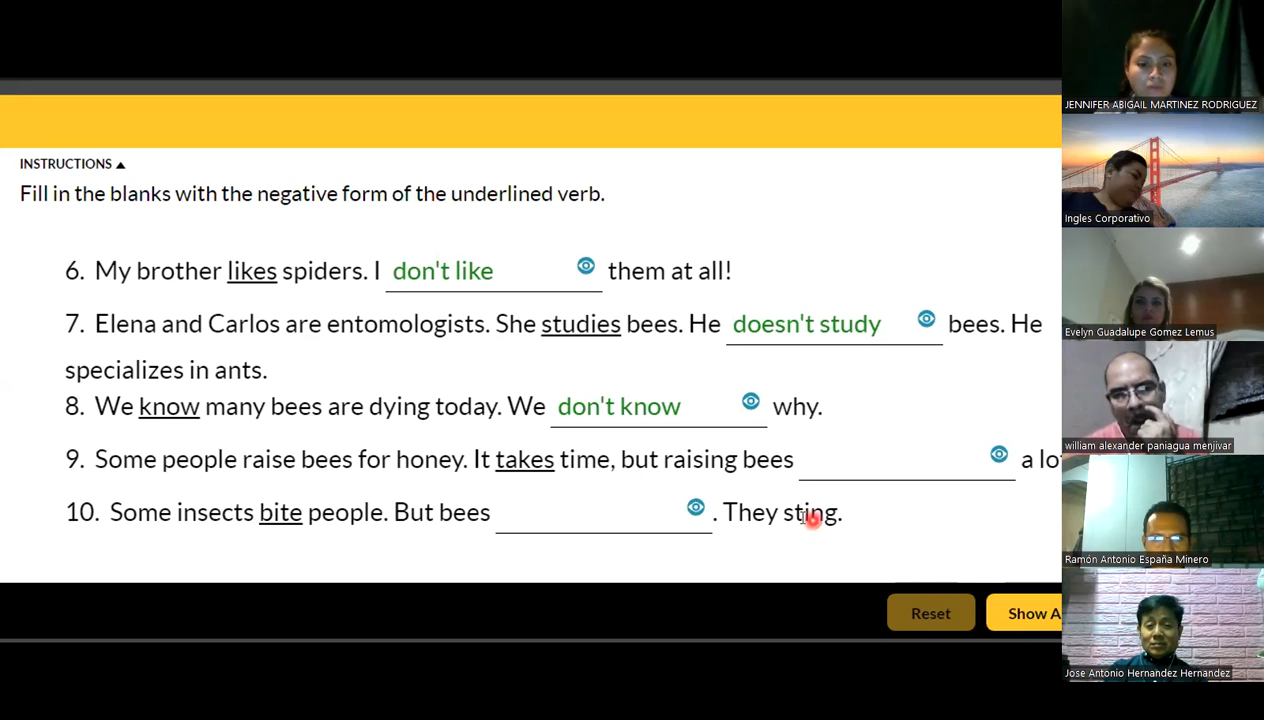 INSTRUCTIONS
Fill in the blanks with the negative form of the underlined verb.
6. My brother likes spiders. I don't like them at all!
7. Elena and Carlos are entomologists. She studies bees. He doesn't study bees. He
specializes in ants.
8. We know many bees are dying today. We don't know why.
9. Some people raise bees for honey. It takes time, but raising bees a lo
10. Some insects bite people. But bees . They sting.
Reset
Show A
JENNIFER ABIGAIL MARTINEZ RODRIGUEZ
Ingles Corporativo
Evelyn Guadalupe Gomez Lemus
william alexander paniagua menjivar
Ramón Antonio España Minero
Jose Antonio Hernandez Hernandez